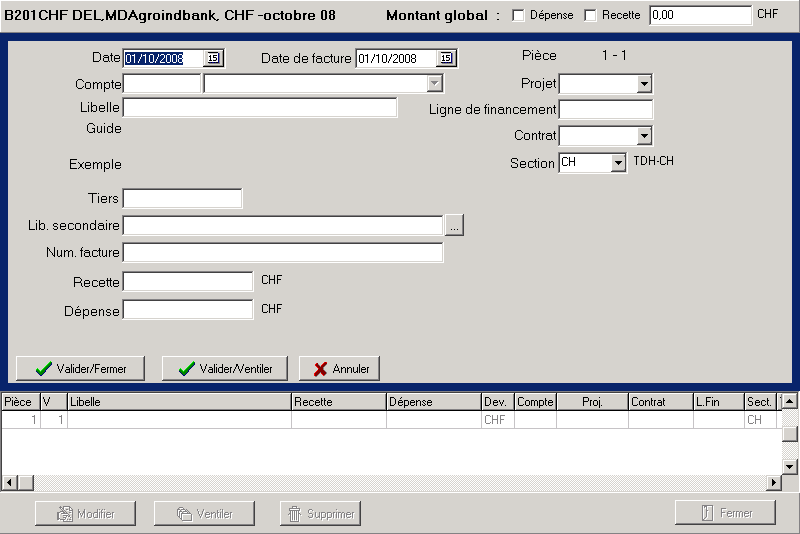 B201CHF DEL,MDAgroindbank, CHF -octobre 08 Montant global : Dépense Recette 0,00 CHF
Date 01/10/2008 15 Date de facture 01/10/2008 15 Pièce 1 - 1
Compte Projet
Libelle Ligne de financement
Guide
Contrat
Exemple Section CH TDH-CH
Tiers
Lib. secondaire ...
Num. facture
Recette CHF
Dépense CHF
Valider/Fermer Valider/Ventiler Annuler
Pièce V Libelle Recette Dépense Dev. Compte Proj. Contrat L.Fin Sect.
1 1 CHF CH
Modifier Ventiler Supprimer Fermer